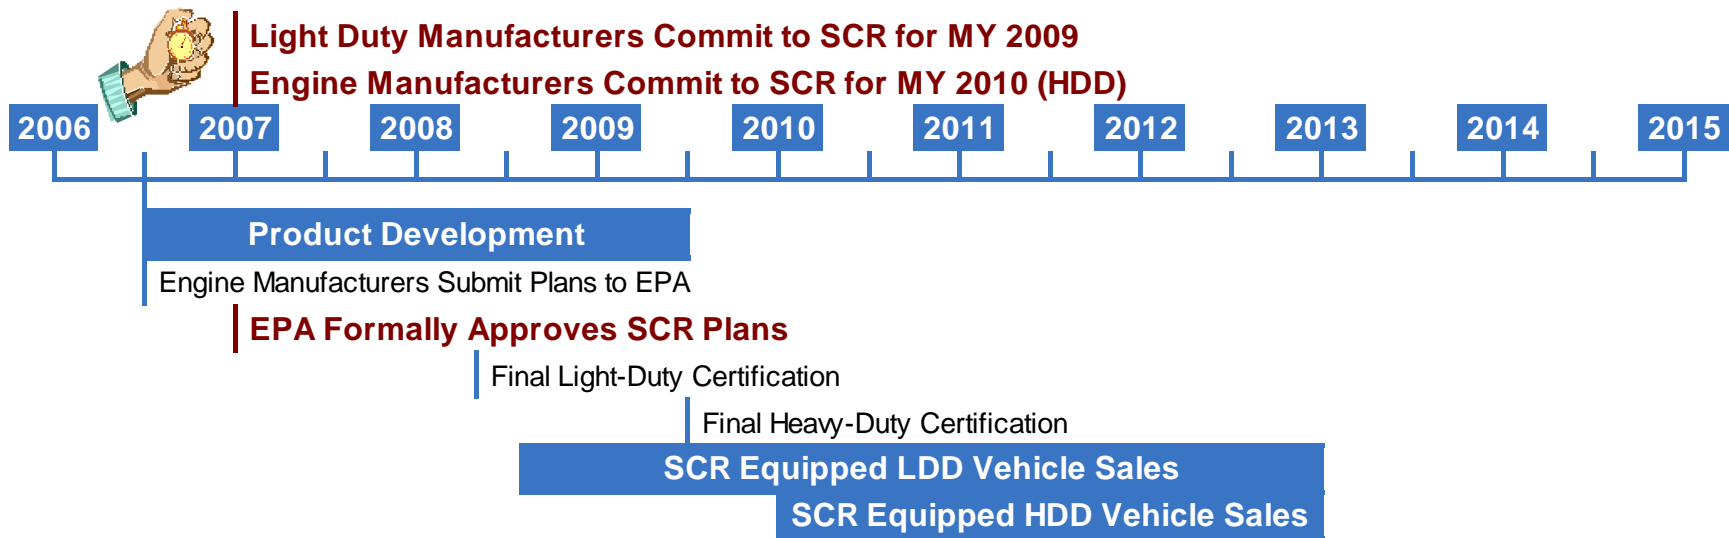 Light Duty Manufacturers Commit to SCR for MY 2009
Engine Manufacturers Commit to SCR for MY 2010 (HDD)
2006 2007 2008 2009 2010 2011 2012 2013 2014 2015
Product Development
Engine Manufacturers Submit Plans to EPA
EPA Formally Approves SCR Plans
Final Light-Duty Certification
Final Heavy-Duty Certification
SCR Equipped LDD Vehicle Sales
SCR Equipped HDD Vehicle Sales